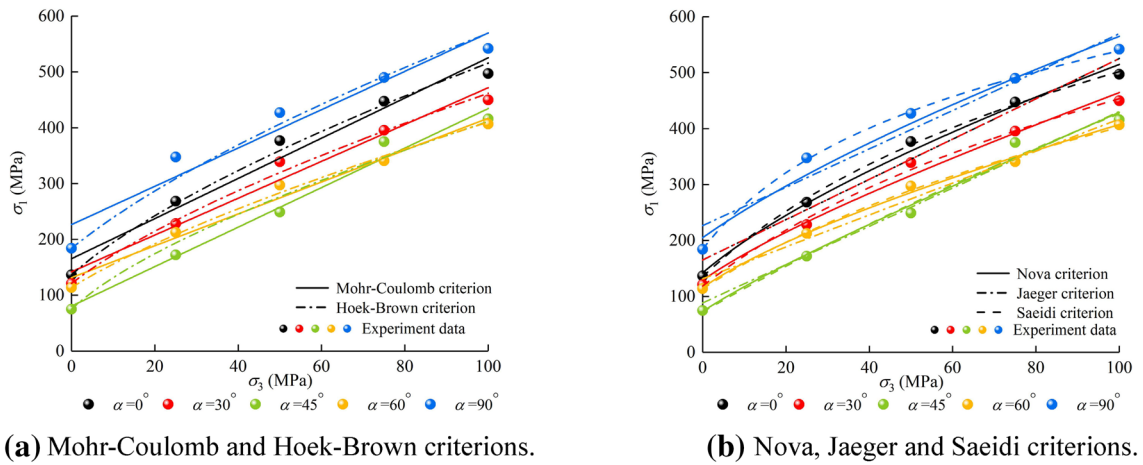 600
500
400
300
200
100
0
σ1 (MPa)
Mohr-Coulomb criterion
Hoek-Brown criterion
Experiment data
0 20 40 60 80 100
σ3 (MPa)
α=0° α=30° α=45° α=60° α=90°
(a) Mohr-Coulomb and Hoek-Brown criterions.
600
500
400
300
200
100
0
σ1 (MPa)
Nova criterion
Jaeger criterion
Saeidi criterion
Experiment data
0 20 40 60 80 100
σ3 (MPa)
α=0° α=30° α=45° α=60° α=90°
(b) Nova, Jaeger and Saeidi criterions.